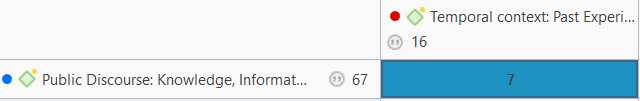 Temporal context: Past Experi...
16
Public Discourse: Knowledge, Informat...
67
7